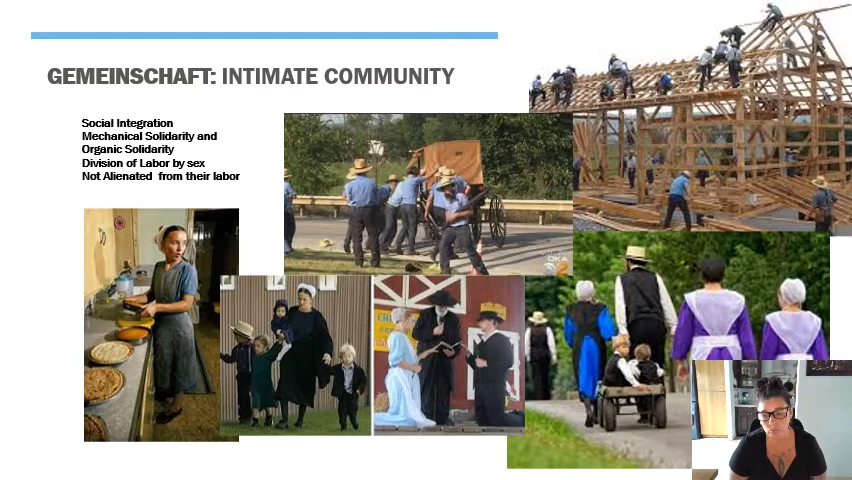 GEMEINSCHAFT: INTIMATE COMMUNITY
Social Integration
Mechanical Solidarity and
Organic Solidarity
Division of Labor by sex
Not Alienated  from their labor